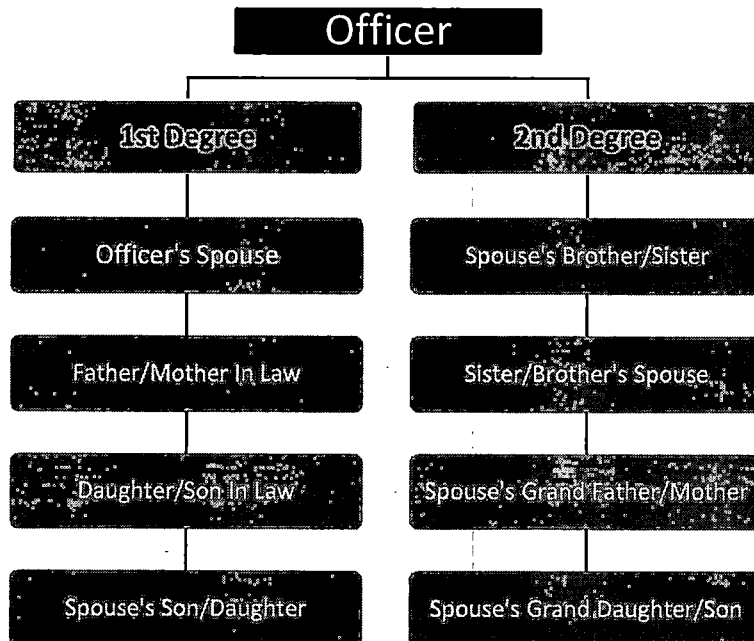 Officer
1st Degree
2nd Degree
Officer's Spouse
Spouse's Brother/Sister
Father/Mother In Law
Sister/Brother's Spouse
Daughter/Son In Law
Spouse's Grand Father/Mother
Spouse's Son/Daughter
Spouse's Grand Daughter/Son